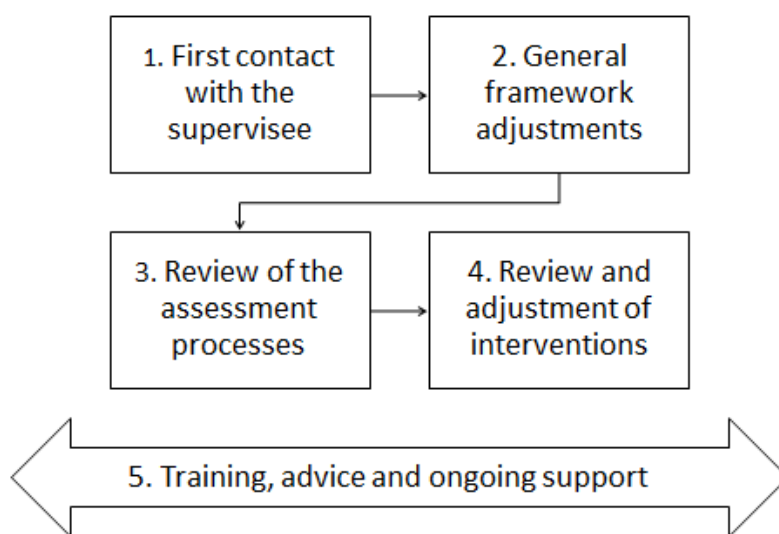 1. First contact
with the
supervisee
2. General
framework
adjustments
3. Review of the
assessment
processes
4. Review and
adjustment of
interventions
5. Training, advice and ongoing support